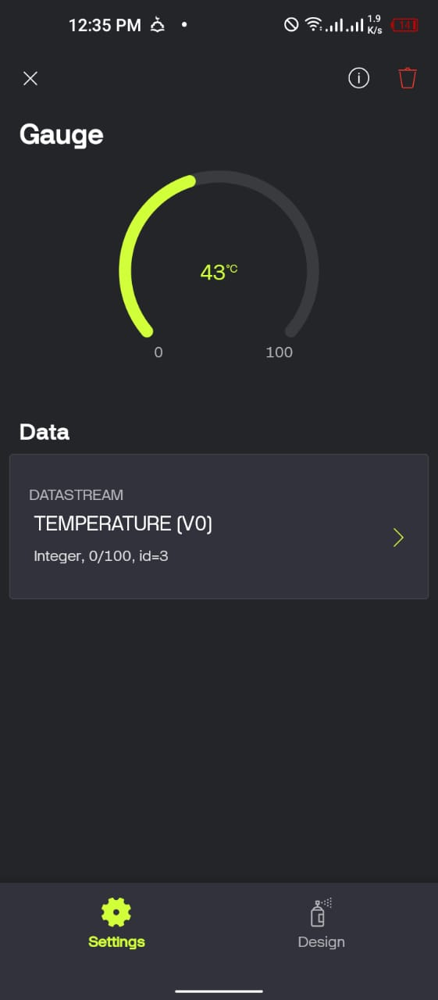 12:35 PM
1.9
K/s
14
Gauge
43°C
0 100
Data
DATASTREAM
TEMPERATURE (V0)
Integer, 0/100, id=3
Settings Design